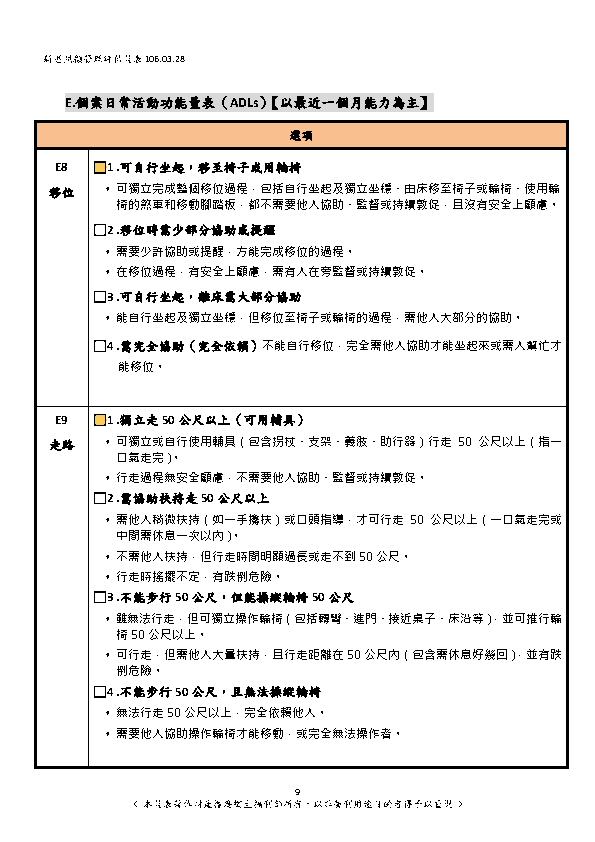 照顧管理評估量表 106.03.28
E.個案日常活動功能量表（ADLs）【以最近一個月能力為主】
選項
E8
移位
□1.可自行坐起，移至椅子或用輪椅
• 可獨立完成整個移位過程，包括自行坐起及獨立坐穩、由床移至椅子或輪椅、使用輪
椅的煞車和移動腳踏板，都不需要他人協助、監督或持續敦促，且沒有安全上顧慮。
□2.移位時需少部分協助或提醒
• 需要少許協助或提醒，方能完成移位的過程。
• 在移位過程，有安全上顧慮，需有人在旁監督或持續敦促。
□3.可自行坐起，離床需大部分協助
• 能自行坐起及獨立坐穩，但移位至椅子或輪椅的過程，需他人大部分的協助。
□4.需完全協助（完全依賴）不能自行移位，完全需他人協助才能坐起來或需人幫忙才
能移位。
E9
走路
□1.獨立走 50 公尺以上（可用輔具）
• 可獨立或自行使用輔具（包含拐杖、支架、義肢、助行器）行走 50 公尺以上（指一
口氣走完）。
• 行走過程無安全顧慮，不需要他人協助、監督或持續敦促。
□2.需協助扶持走 50 公尺以上
• 需他人稍微扶持（如一手攙扶）或口頭指導，才可行走 50 公尺以上（一口氣走完或
中間需休息一次以內）。
• 不需他人扶持，但行走時間明顯過長或走不到 50 公尺。
• 行走時搖擺不定，有跌倒危險。
□3.不能步行 50 公尺，但能操縱輪椅 50 公尺
• 雖無法行走，但可獨立操作輪椅（包括轉彎、進門、接近桌子、床沿等），並可推行輪
椅 50 公尺以上。
• 可行走，但需他人大量扶持，且行走距離在 50 公尺內（包含需休息好幾回），並有跌
倒危險。
□4.不能步行 50 公尺，且無法操縱輪椅
• 無法行走 50 公尺以上，完全依賴他人。
• 需要他人協助操作輪椅才能移動，或完全無法操作者。
9